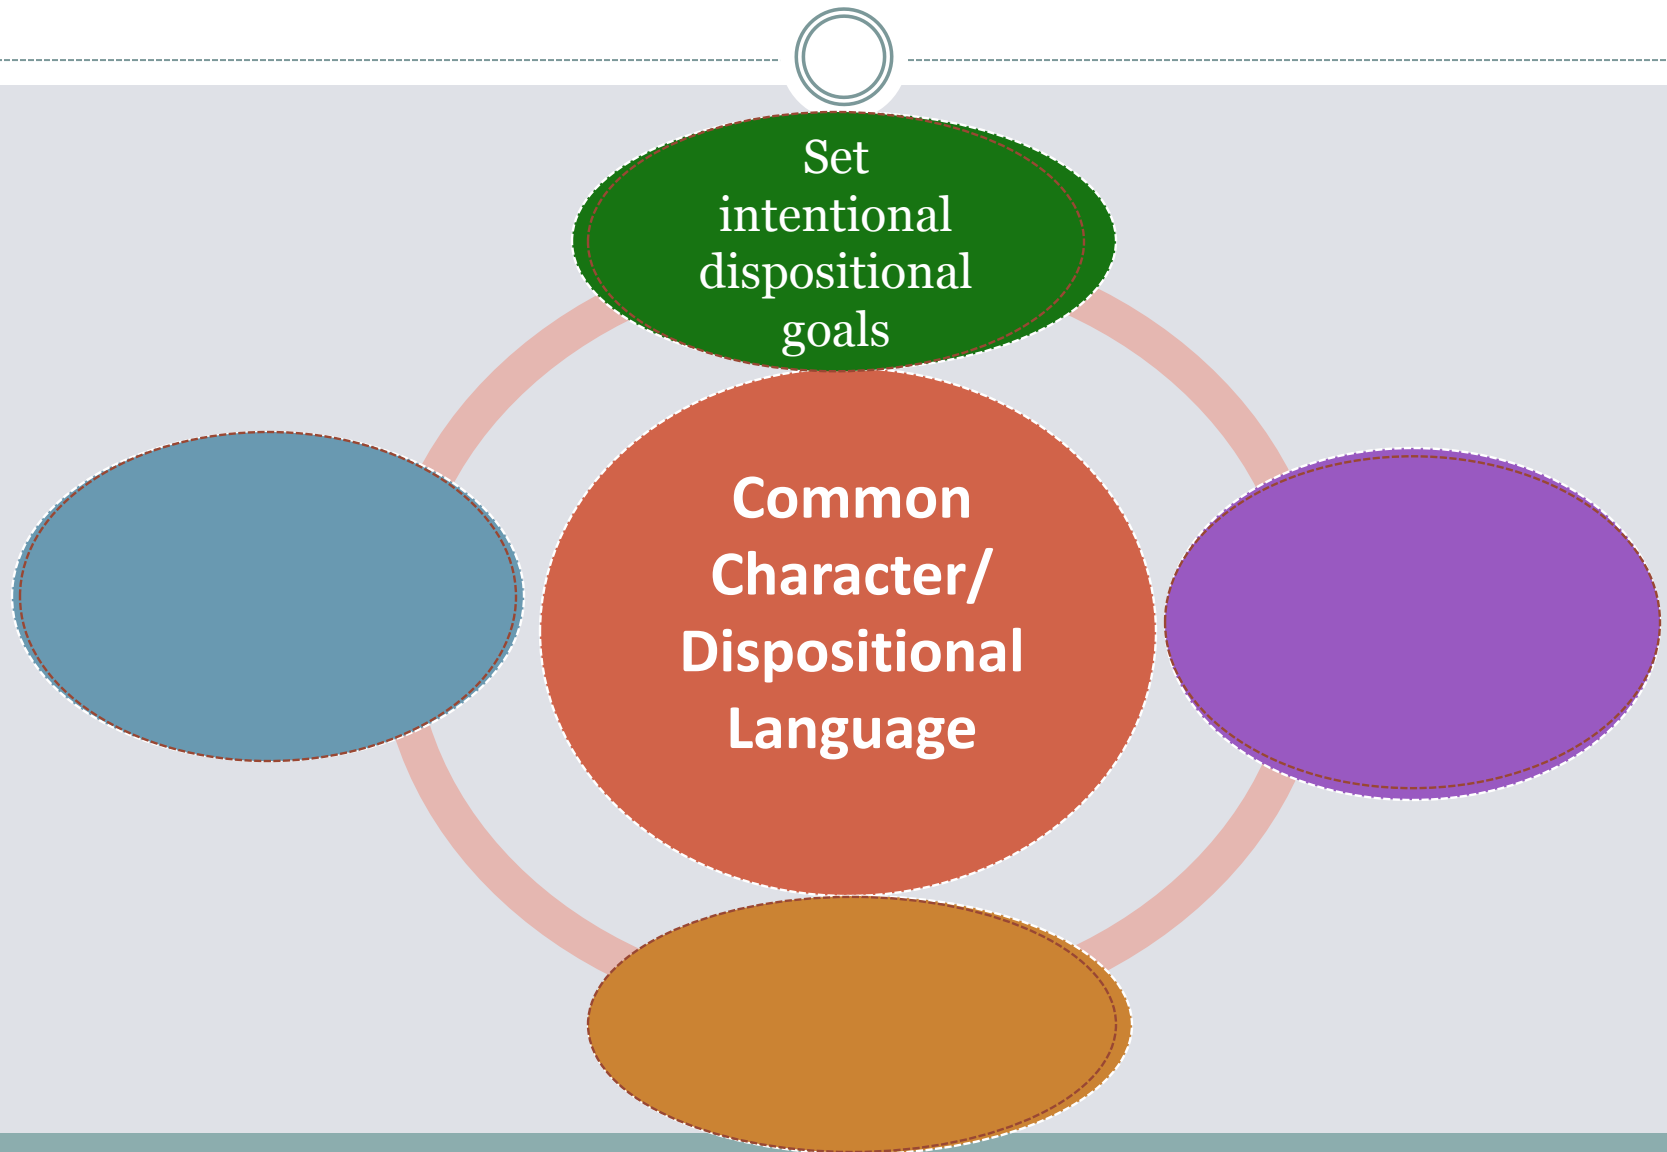 Set
intentional
dispositional
goals
Common
Character/
Dispositional
Language